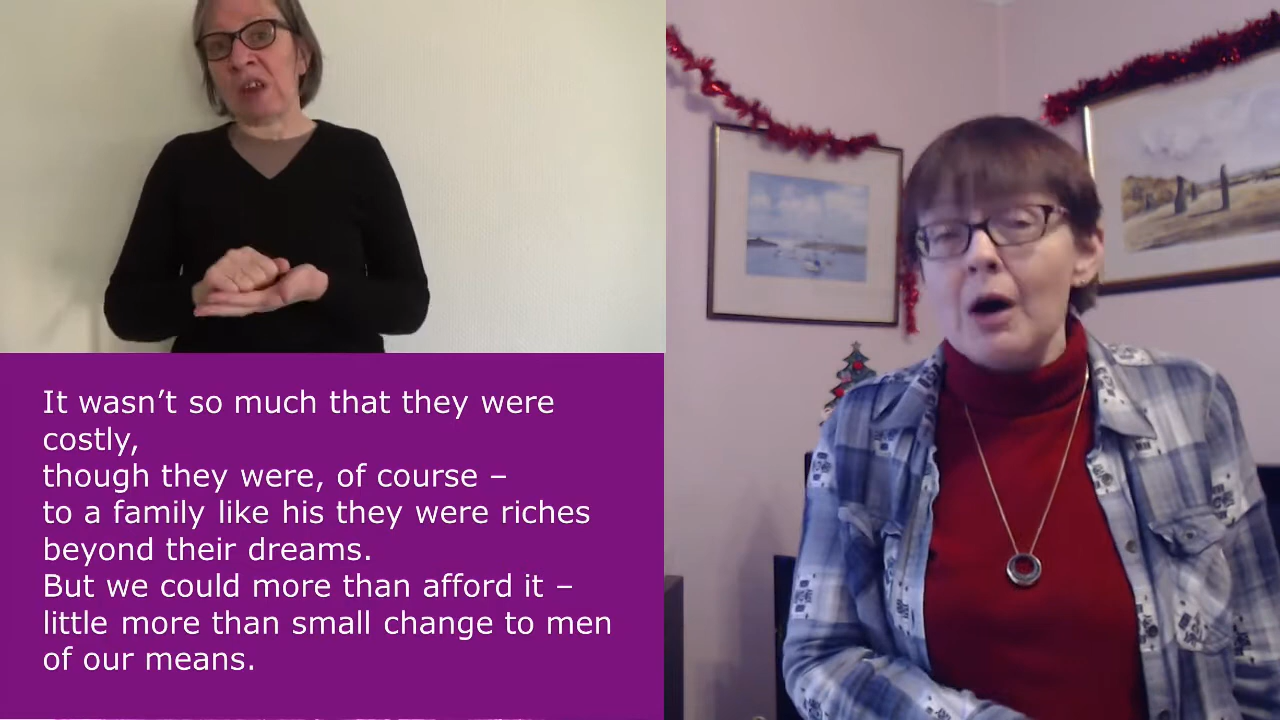 It wasn’t so much that they were
costly,
though they were, of course –
to a family like his they were riches
beyond their dreams.
But we could more than afford it –
little more than small change to men
of our means.